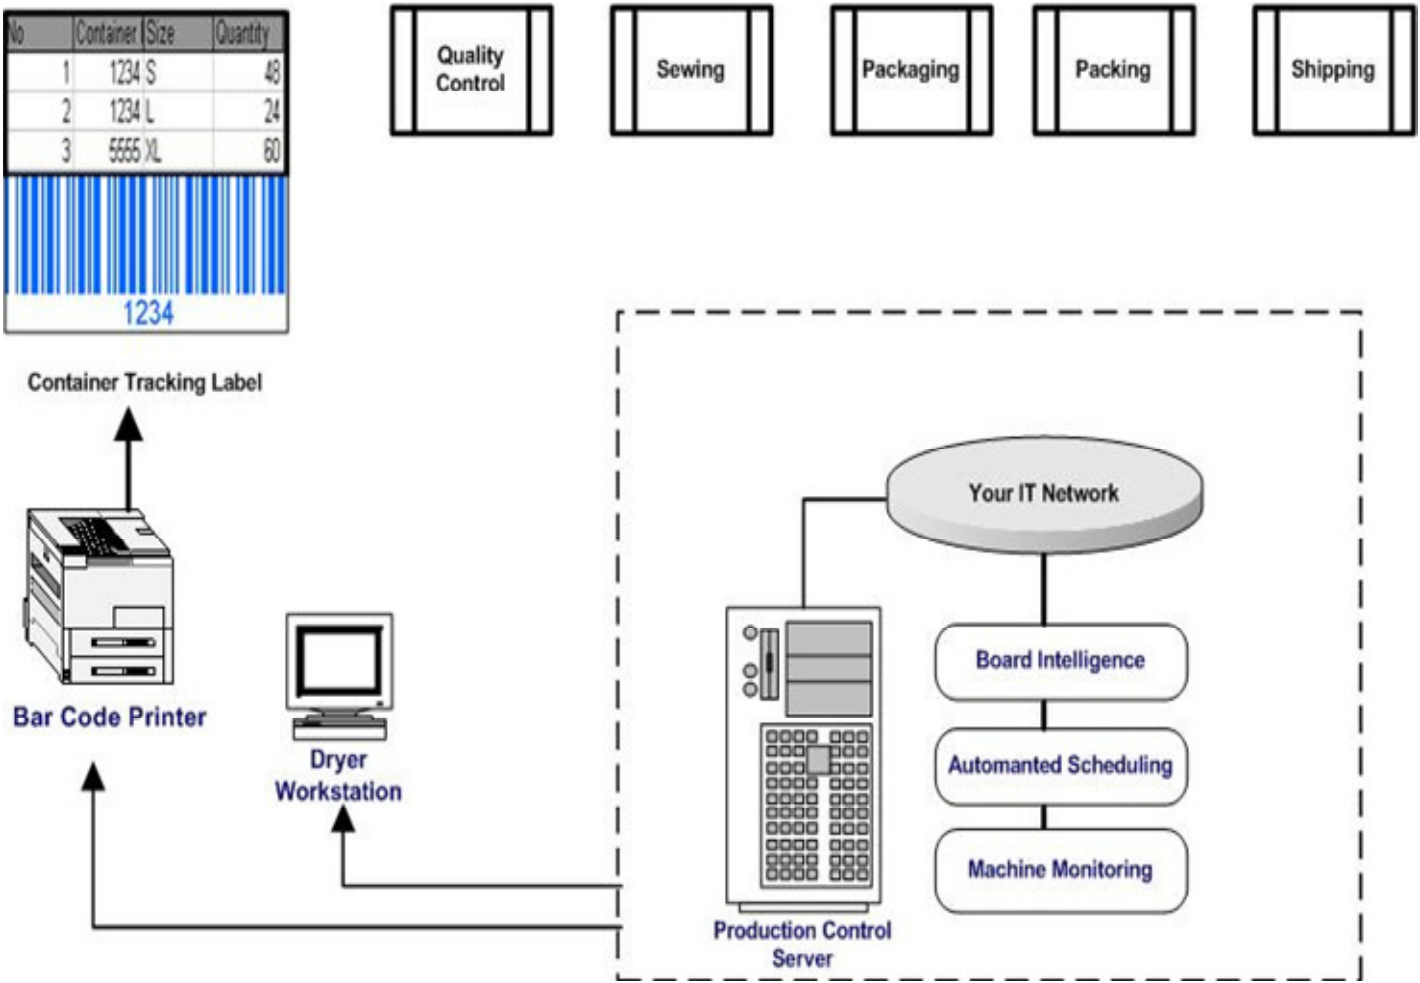 No Container Size Quantity
1 1234 S 48
2 1234 L 24
3 5555 XL 60
1234
Container Tracking Label
Quality
Control
Sewing
Packaging
Packing
Shipping
Your IT Network
Board Intelligence
Automanted Scheduling
Machine Monitoring
Production Control
Server
Bar Code Printer
Dryer
Workstation